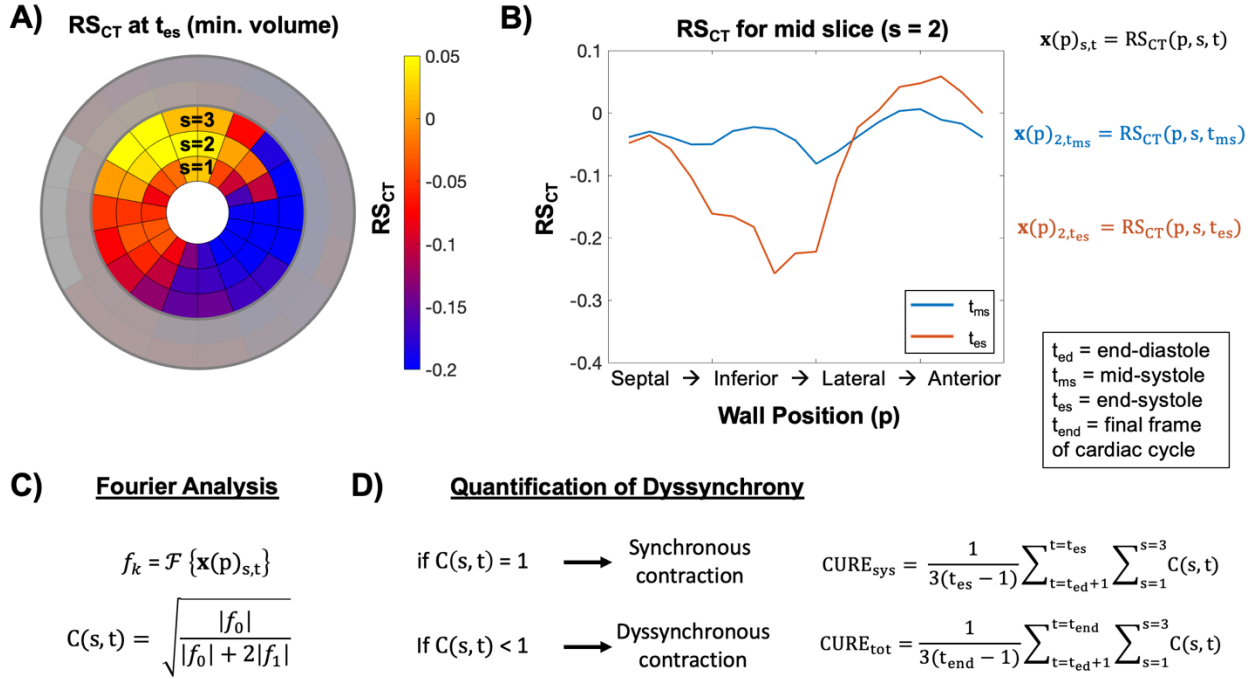 A)
RS_CT at t_es (min. volume)
s=3
s=2
s=1
0.05
0
-0.05
-0.1
-0.15
-0.2
RS_CT
B)
RS_CT for mid slice (s = 2)
0.1
0
-0.1
-0.2
-0.3
-0.4
RS_CT
t_ms
t_es
Septal → Inferior → Lateral → Anterior
Wall Position (p)
x(p)_s,t = RS_CT(p, s, t)
x(p)_2,t_ms = RS_CT(p, s, t_ms)
x(p)_2,t_es = RS_CT(p, s, t_es)
t_ed = end-diastole
t_ms = mid-systole
t_es = end-systole
t_end = final frame
of cardiac cycle
C)
Fourier Analysis
f_k = ℱ {x(p)_s,t}
C(s, t) = √(|f_0| / (|f_0| + 2|f_1|))
D)
Quantification of Dyssynchrony
if C(s, t) = 1 → Synchronous
contraction
If C(s, t) < 1 → Dyssynchronous
contraction
CURE_sys = 1 / 3(t_es − 1) ∑_{t=t_ed+1}^{t=t_es} ∑_{s=1}^{s=3} C(s, t)
CURE_tot = 1 / 3(t_end − 1) ∑_{t=t_ed+1}^{t=t_end} ∑_{s=1}^{s=3} C(s, t)